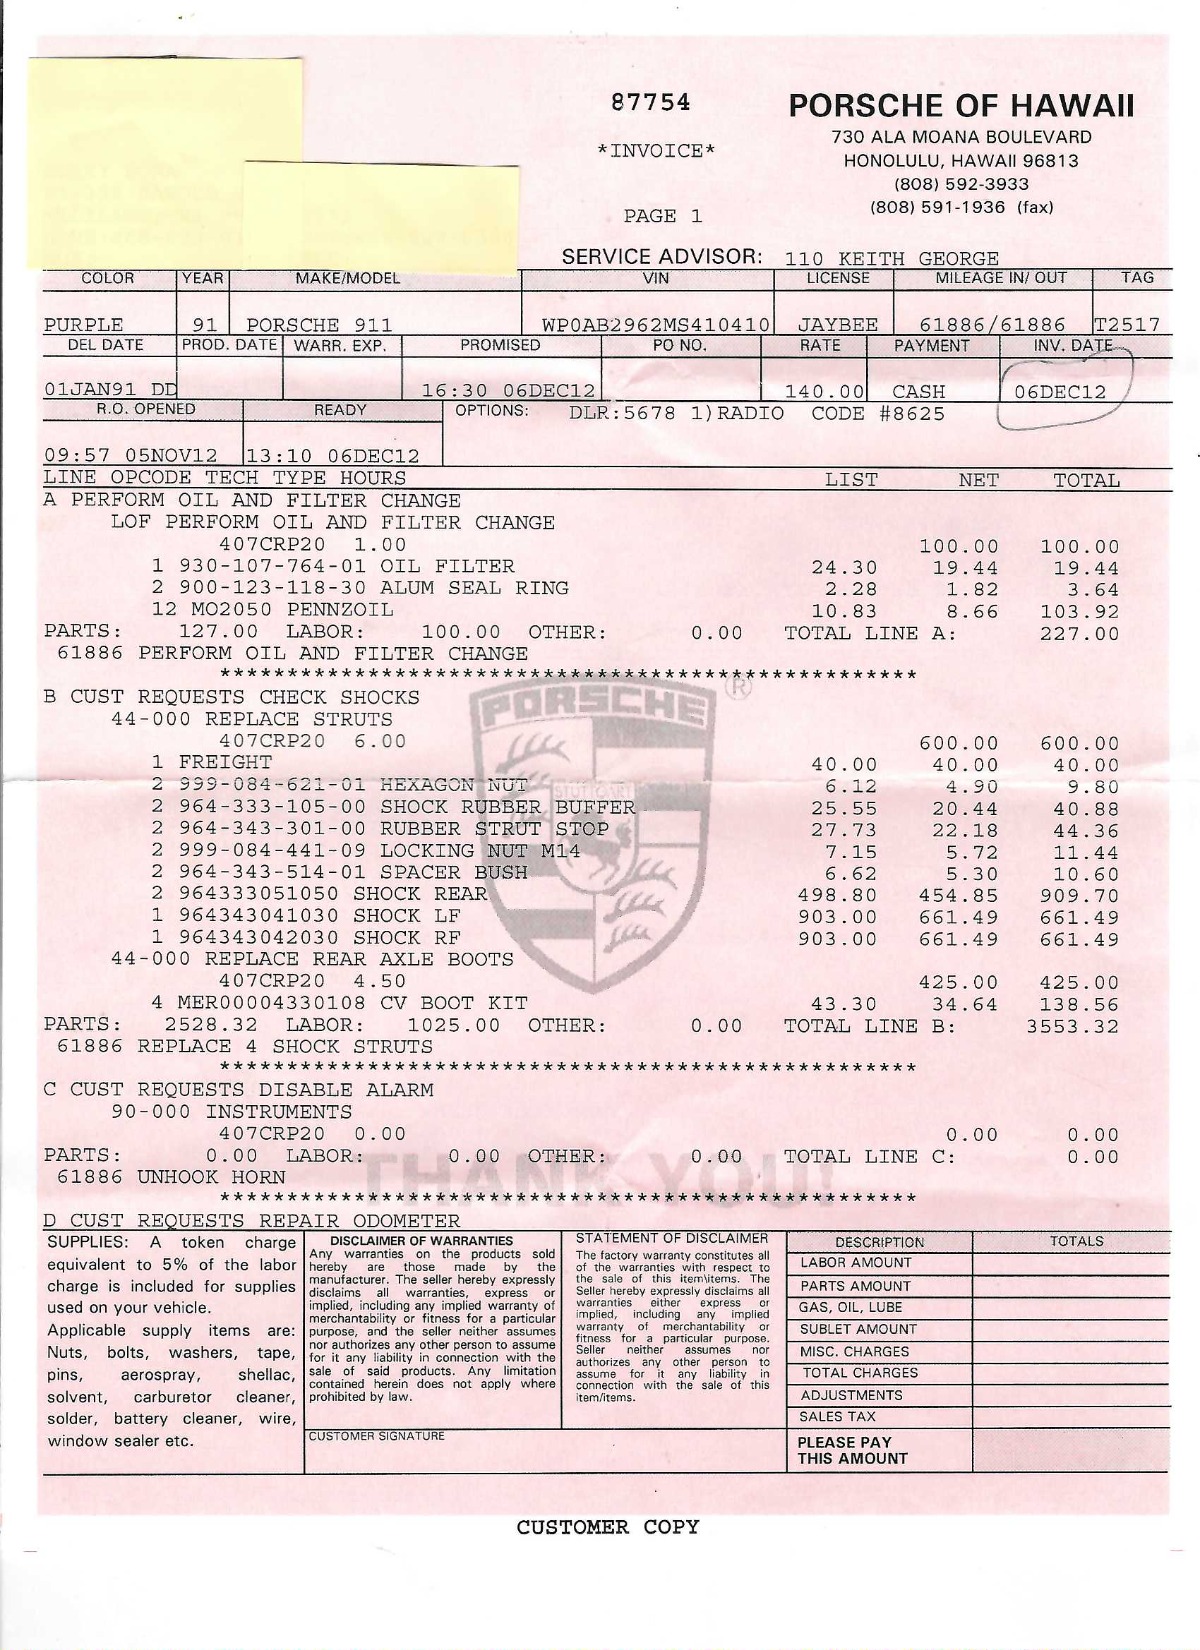 87754
PORSCHE OF HAWAII
730 ALA MOANA BOULEVARD
*INVOICE*
HONOLULU, HAWAII 96813
(808) 592-3933
PAGE 1
(808) 591-1936 (fax)
SERVICE ADVISOR: 110 KEITH GEORGE
COLOR YEAR MAKE/MODEL VIN LICENSE MILEAGE IN/ OUT TAG
PURPLE 91 PORSCHE 911 WP0AB2962MS410410 JAYBEE 61886/61886 T2517
DEL DATE PROD. DATE WARR. EXP. PROMISED PO NO. RATE PAYMENT INV. DATE
01JAN91 DD 16:30 06DEC12 140.00 CASH 06DEC12
R.O. OPENED READY OPTIONS: DLR:5678 1)RADIO CODE #8625
09:57 05NOV12 13:10 06DEC12
LINE OPCODE TECH TYPE HOURS LIST NET TOTAL
A PERFORM OIL AND FILTER CHANGE
LOF PERFORM OIL AND FILTER CHANGE
407CRP20 1.00 100.00 100.00
1 930-107-764-01 OIL FILTER 24.30 19.44 19.44
2 900-123-118-30 ALUM SEAL RING 2.28 1.82 3.64
12 MO2050 PENNZOIL 10.83 8.66 103.92
PARTS: 127.00 LABOR: 100.00 OTHER: 0.00 TOTAL LINE A: 227.00
61886 PERFORM OIL AND FILTER CHANGE
****************************************************
B CUST REQUESTS CHECK SHOCKS
PORSCHE ®
44-000 REPLACE STRUTS
407CRP20 6.00 600.00 600.00
1 FREIGHT 40.00 40.00 40.00
2 999-084-621-01 HEXAGON NUT 6.12 4.90 9.80
STUTTGART
2 964-333-105-00 SHOCK RUBBER BUFFER 25.55 20.44 40.88
2 964-343-301-00 RUBBER STRUT STOP 27.73 22.18 44.36
2 999-084-441-09 LOCKING NUT M14 7.15 5.72 11.44
2 964-343-514-01 SPACER BUSH 6.62 5.30 10.60
2 964333051050 SHOCK REAR 498.80 454.85 909.70
1 964343041030 SHOCK LF 903.00 661.49 661.49
1 964343042030 SHOCK RF 903.00 661.49 661.49
44-000 REPLACE REAR AXLE BOOTS
407CRP20 4.50 425.00 425.00
4 MER00004330108 CV BOOT KIT 43.30 34.64 138.56
PARTS: 2528.32 LABOR: 1025.00 OTHER: 0.00 TOTAL LINE B: 3553.32
61886 REPLACE 4 SHOCK STRUTS
****************************************************
C CUST REQUESTS DISABLE ALARM
90-000 INSTRUMENTS
407CRP20 0.00 0.00 0.00
PARTS: 0.00 LABOR: 0.00 OTHER: 0.00 TOTAL LINE C: 0.00
THANK YOU!
61886 UNHOOK HORN
****************************************************
D CUST REQUESTS REPAIR ODOMETER
SUPPLIES: A token charge
equivalent to 5% of the labor
charge is included for supplies
used on your vehicle.
Applicable supply items are:
Nuts, bolts, washers, tape,
pins, aerospray, shellac,
solvent, carburetor cleaner,
solder, battery cleaner, wire,
window sealer etc.
DISCLAIMER OF WARRANTIES
Any warranties on the products sold
hereby are those made by the
manufacturer. The seller hereby expressly
disclaims all warranties, express or
implied, including any implied warranty of
merchantability or fitness for a particular
purpose, and the seller neither assumes
nor authorizes any other person to assume
for it any liability in connection with the
sale of said products. Any limitation
contained herein does not apply where
prohibited by law.
STATEMENT OF DISCLAIMER
The factory warranty constitutes all
of the warranties with respect to
the sale of this item\items. The
Seller hereby expressly disclaims all
warranties either express or
implied, including any implied
warranty of merchantability or
fitness for a particular purpose.
Seller neither assumes nor
authorizes any other person to
assume for it any liability in
connection with the sale of this
item/items.
CUSTOMER SIGNATURE
DESCRIPTION TOTALS
LABOR AMOUNT
PARTS AMOUNT
GAS, OIL, LUBE
SUBLET AMOUNT
MISC. CHARGES
TOTAL CHARGES
ADJUSTMENTS
SALES TAX
PLEASE PAY
THIS AMOUNT
CUSTOMER COPY